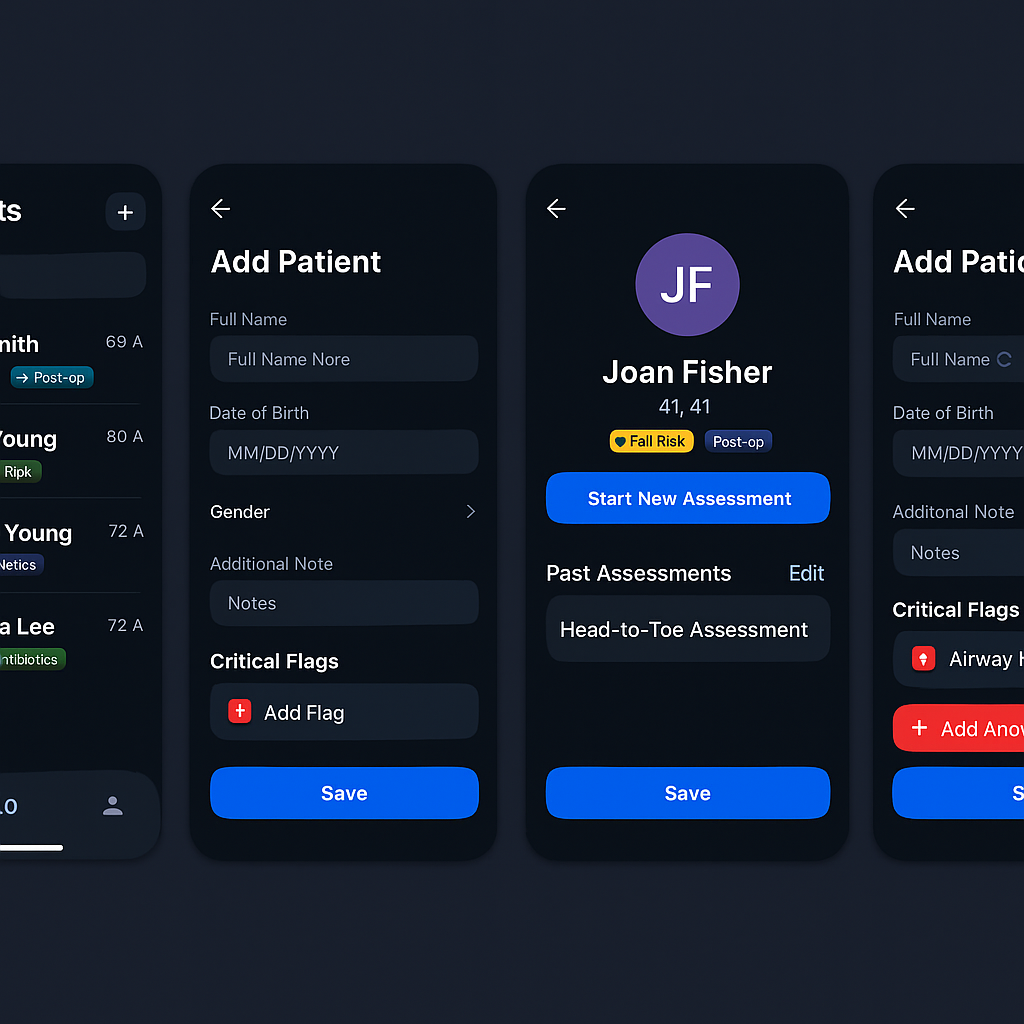 ts
+
nith
69 A
→ Post-op
Young
80 A
Ripk
Young
72 A
Netics
a Lee
72 A
ntibiotics
.0
Add Patient
Full Name
Full Name Nore
Date of Birth
MM/DD/YYYY
Gender
Additional Note
Notes
Critical Flags
Add Flag
Save
JF
Joan Fisher
41, 41
Fall Risk
Post-op
Start New Assessment
Past Assessments
Edit
Head-to-Toe Assessment
Save
Add Patic
Full Name
Full Name
Date of Birth
MM/DD/YYYY
Additonal Note
Notes
Critical Flags
Airway H
+ Add Anov
S